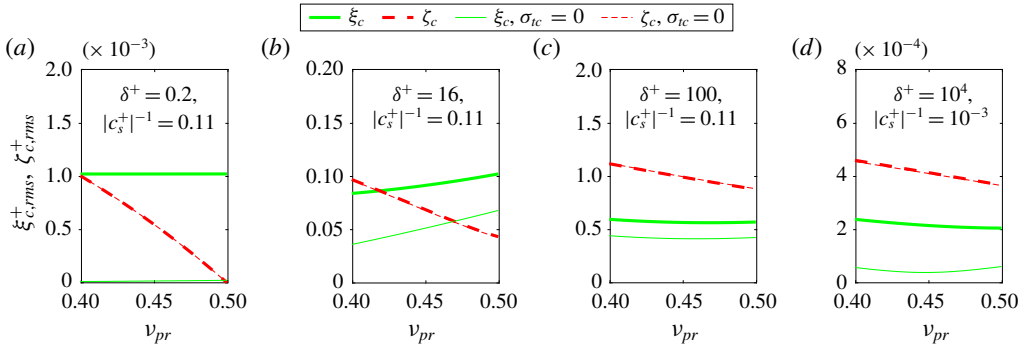 ξc ζc ξc, σtc = 0 ζc, σtc = 0
(a) (× 10⁻³) (b) (c) (d) (× 10⁻⁴)
2.0 0.20 2.0 8
δ⁺ = 0.2, δ⁺ = 16, δ⁺ = 100, δ⁺ = 10⁴,
|cs⁺|⁻¹ = 0.11 |cs⁺|⁻¹ = 0.11 |cs⁺|⁻¹ = 0.11 |cs⁺|⁻¹ = 10⁻³
1.5 0.15 1.5 6
ξ⁺c,rms, ζ⁺c,rms
1.0 0.10 1.0 4
0.5 0.05 0.5 2
0 0 0 0
0.40 0.45 0.50 0.40 0.45 0.50 0.40 0.45 0.50 0.40 0.45 0.50
νpr νpr νpr νpr